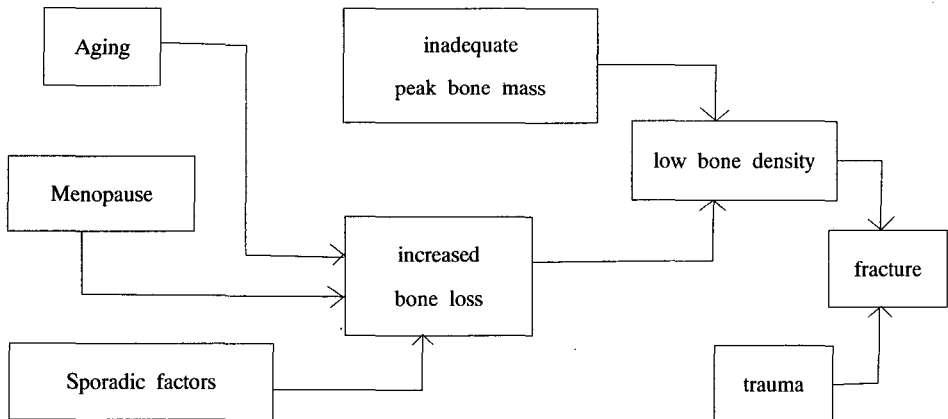 Aging
inadequate
peak bone mass
low bone density
Menopause
increased
bone loss
fracture
Sporadic factors
trauma